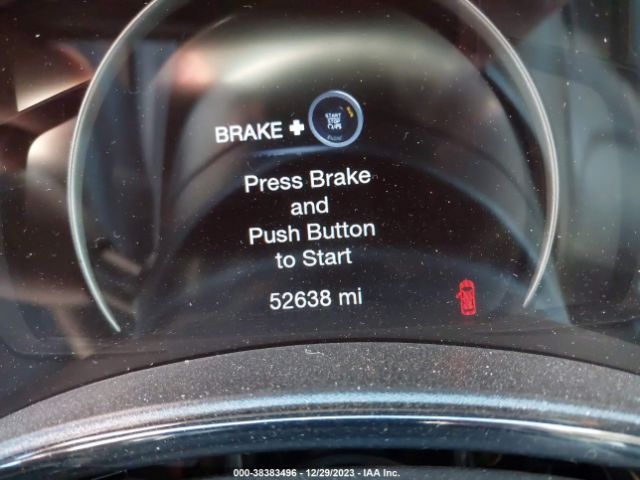 BRAKE +
START
STOP
Press Brake
and
Push Button
to Start
52638 mi
000-38383496 - 12/29/2023 - IAA Inc.